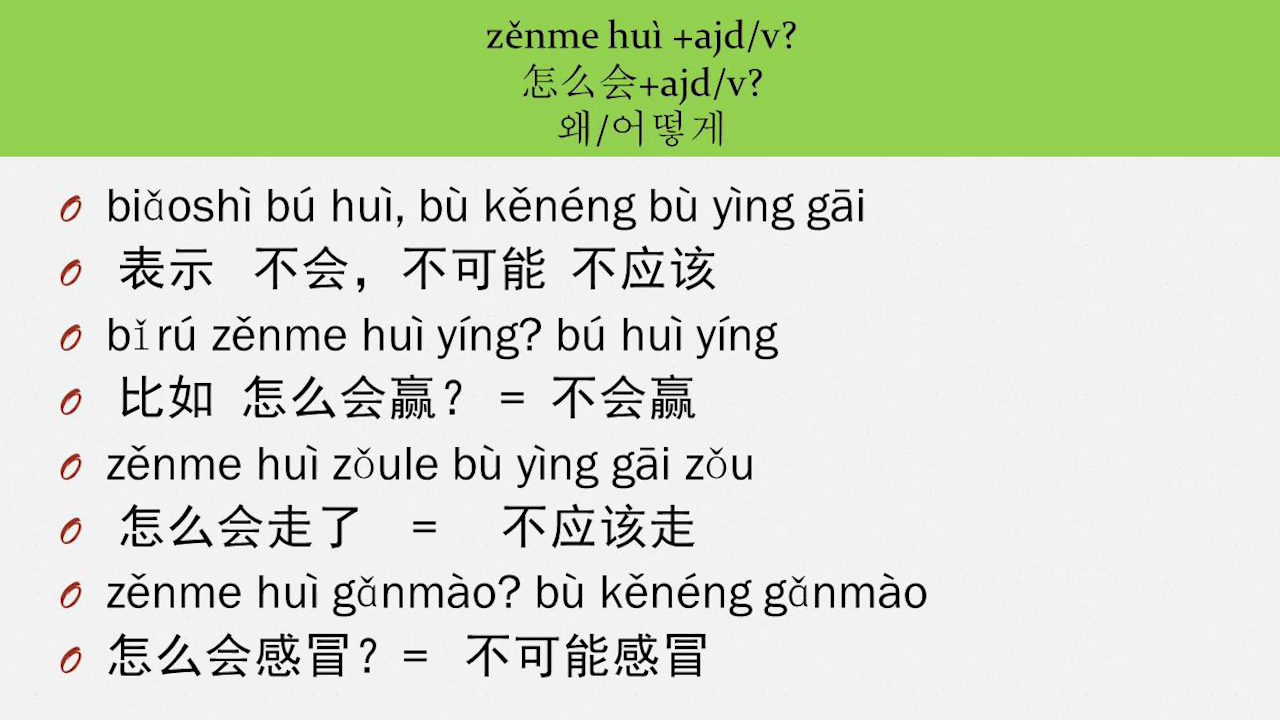 zěnme huì +ajd/v?
怎么会+ajd/v?
왜/어떻게
biǎoshì bú huì, bù kěnéng bù yìng gāi
表示 不会，不可能 不应该
bǐrú zěnme huì yíng? bú huì yíng
比如 怎么会赢？ = 不会赢
zěnme huì zǒule bù yìng gāi zǒu
怎么会走了 = 不应该走
zěnme huì gǎnmào? bù kěnéng gǎnmào
怎么会感冒？= 不可能感冒